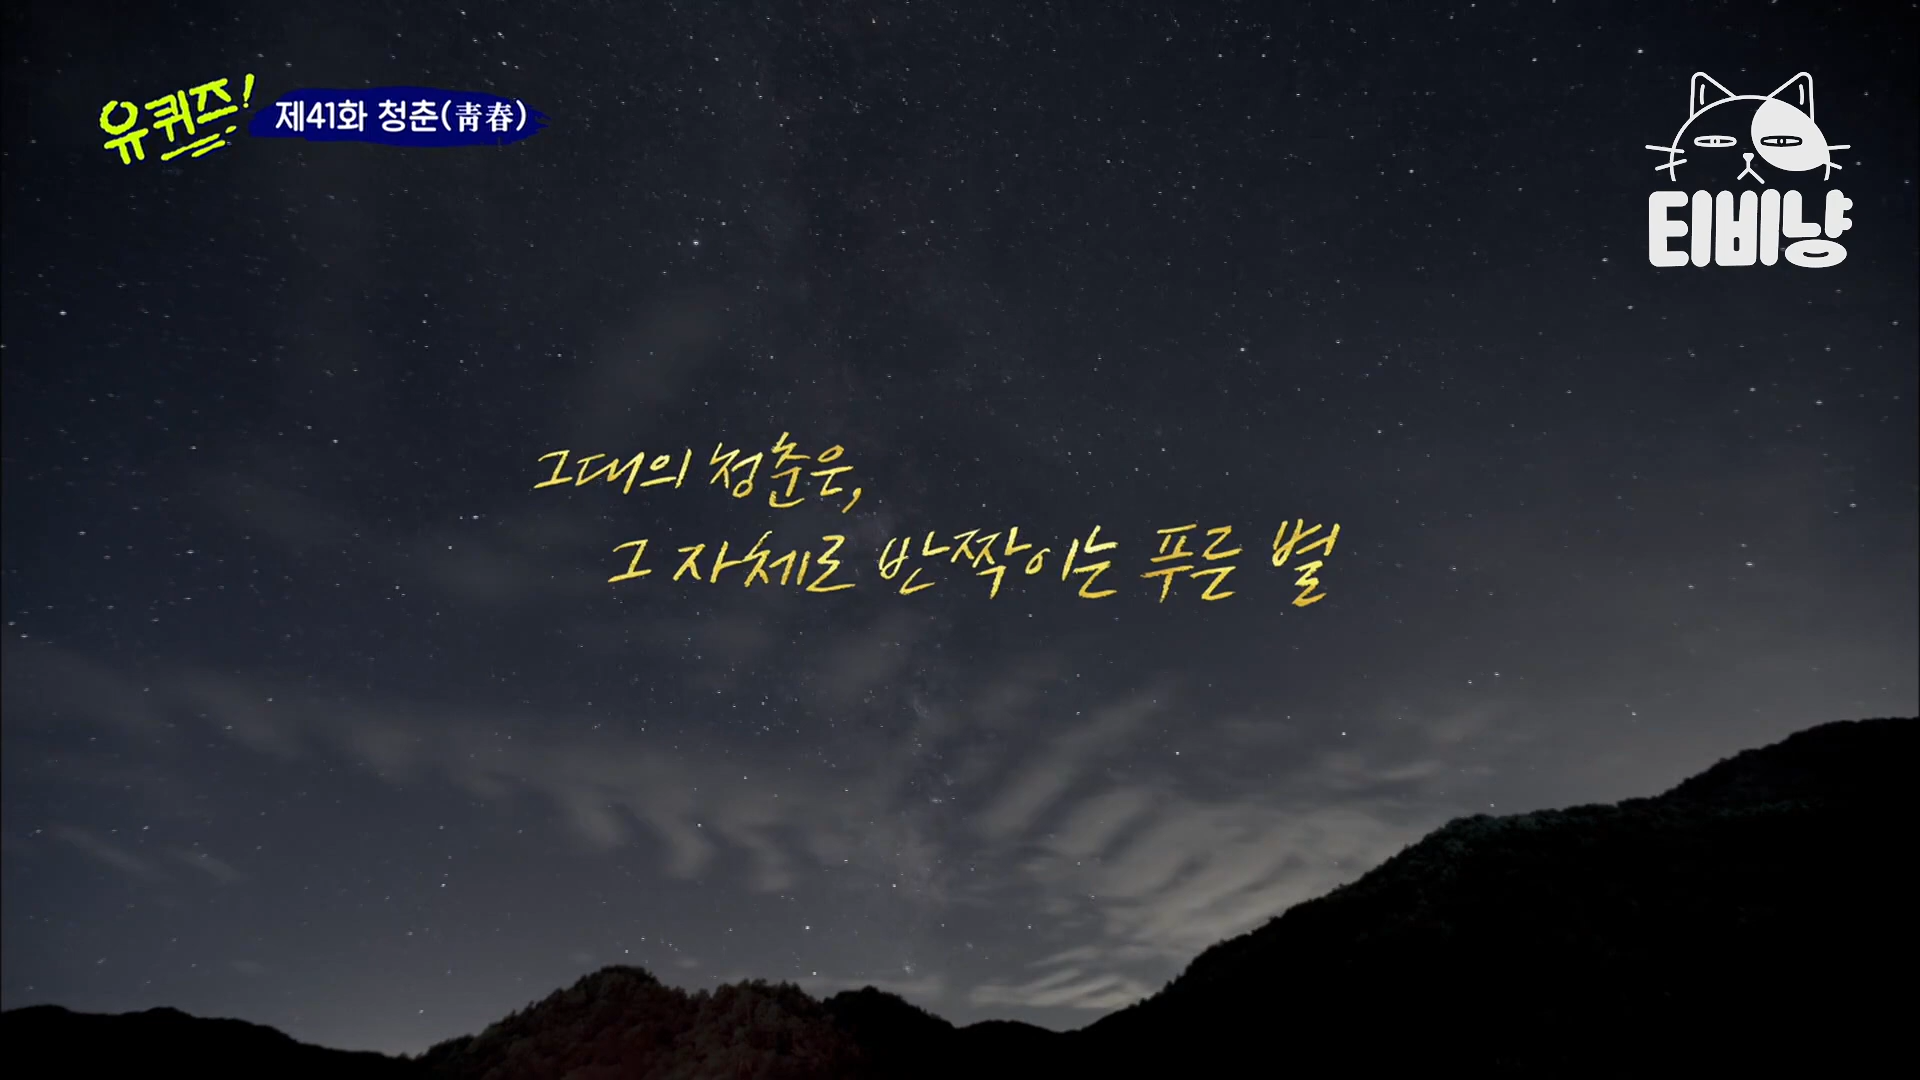 유퀴즈!
제41화 청춘(靑春)
티비냥
그대의 청춘은,
그 자체로 반짝이는 푸른 별